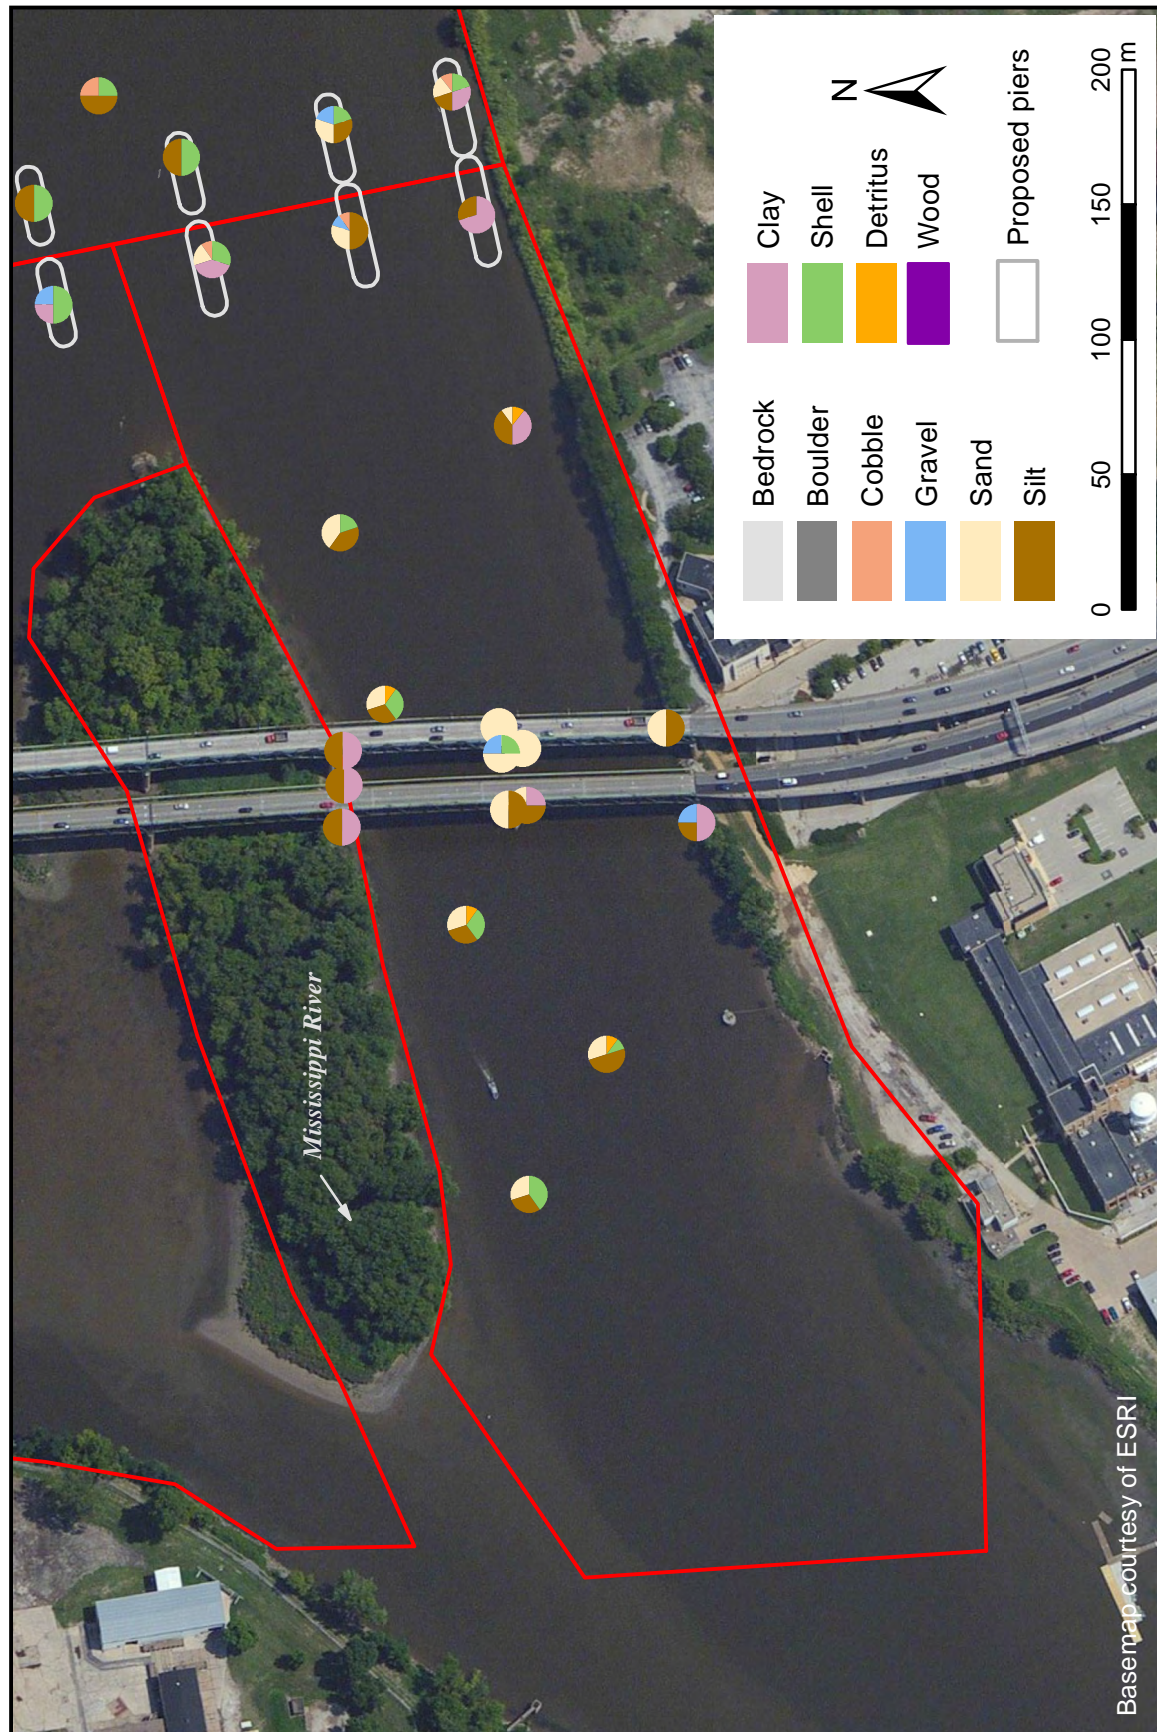 Mississippi River
N
Bedrock
Boulder
Cobble
Gravel
Sand
Silt
Clay
Shell
Detritus
Wood
Proposed piers
0 50 100 150 200 m
Basemap courtesy of ESRI